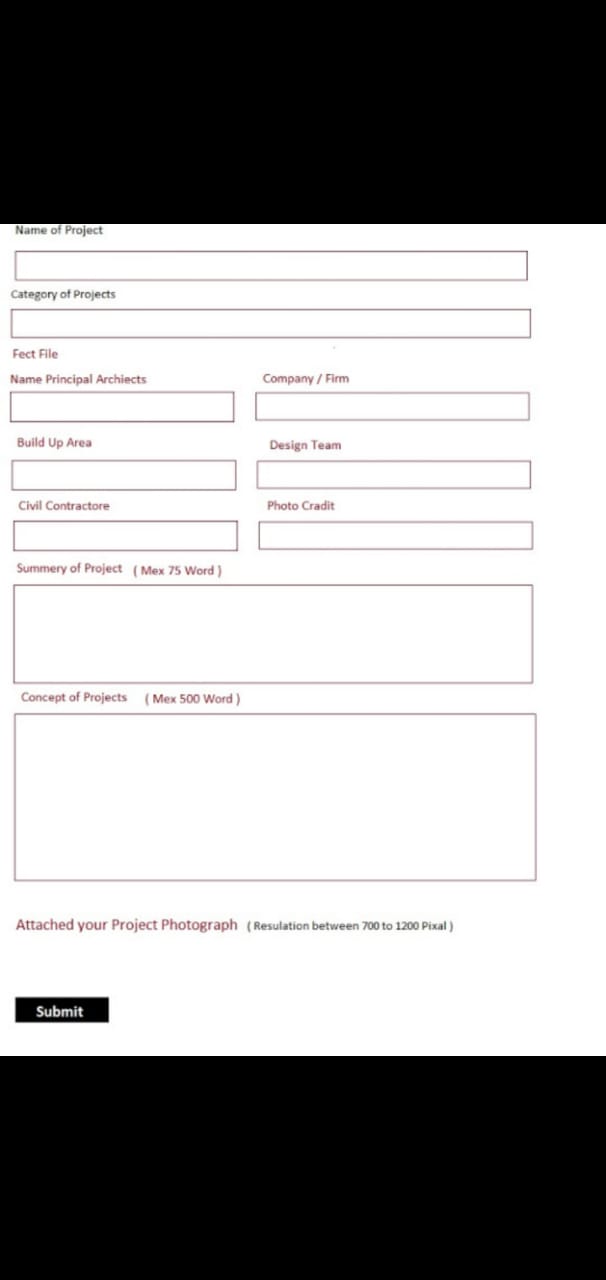 Name of Project
Category of Projects
Fect File
Name Principal Archiects
Company / Firm
Build Up Area
Design Team
Civil Contractore
Photo Cradit
Summery of Project ( Mex 75 Word )
Concept of Projects ( Mex 500 Word )
Attached your Project Photograph ( Resulation between 700 to 1200 Pixal )
Submit